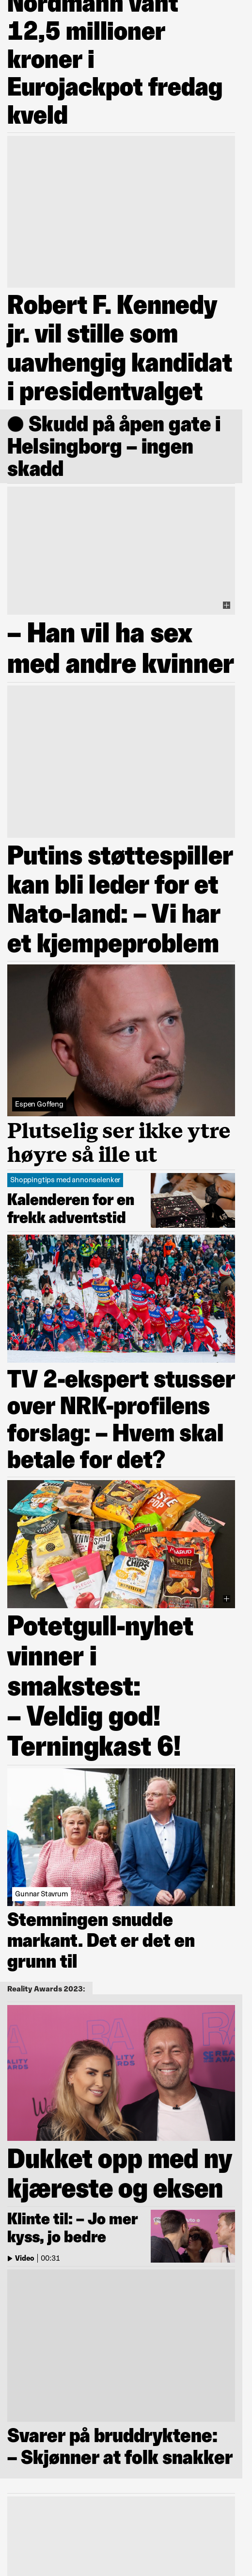 Nordmann vant
12,5 millioner
kroner i
Eurojackpot fredag
kveld
Robert F. Kennedy
jr. vil stille som
uavhengig kandidat
i presidentvalget
● Skudd på åpen gate i
Helsingborg – ingen
skadd
– Han vil ha sex
med andre kvinner
Putins støttespiller
kan bli leder for et
Nato-land: – Vi har
et kjempeproblem
Espen Goffeng
Plutselig ser ikke ytre
høyre så ille ut
Shoppingtips med annonselenker
Kalenderen for en
frekk adventstid
TV 2-ekspert stusser
over NRK-profilens
forslag: – Hvem skal
betale for det?
Potetgull-nyhet
vinner i
smakstest:
– Veldig god!
Terningkast 6!
Gunnar Stavrum
Stemningen snudde
markant. Det er det en
grunn til
Reality Awards 2023:
Dukket opp med ny
kjæreste og eksen
Klinte til: – Jo mer
kyss, jo bedre
Video | 00:31
Svarer på bruddryktene:
– Skjønner at folk snakker